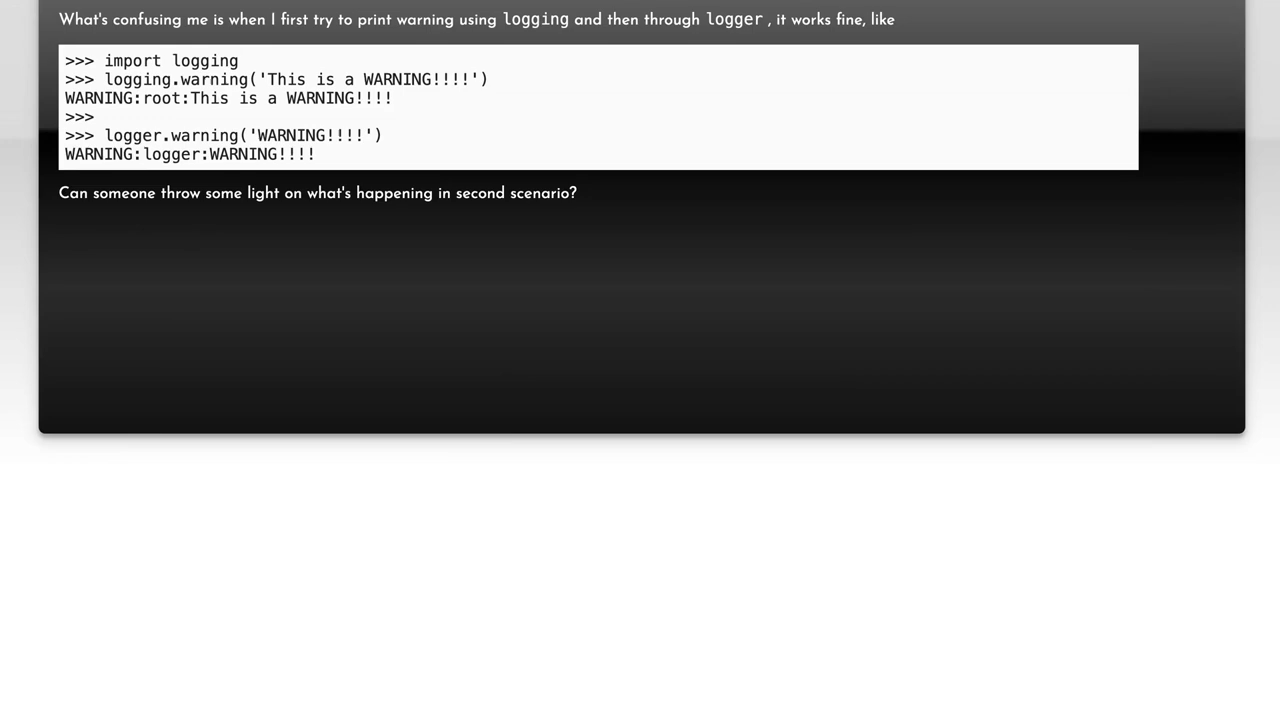 What's confusing me is when I first try to print warning using logging and then through logger , it works fine, like
>>> import logging
>>> logging.warning('This is a WARNING!!!!')
WARNING:root:This is a WARNING!!!!
>>>
>>> logger.warning('WARNING!!!!')
WARNING:logger:WARNING!!!!
Can someone throw some light on what's happening in second scenario?